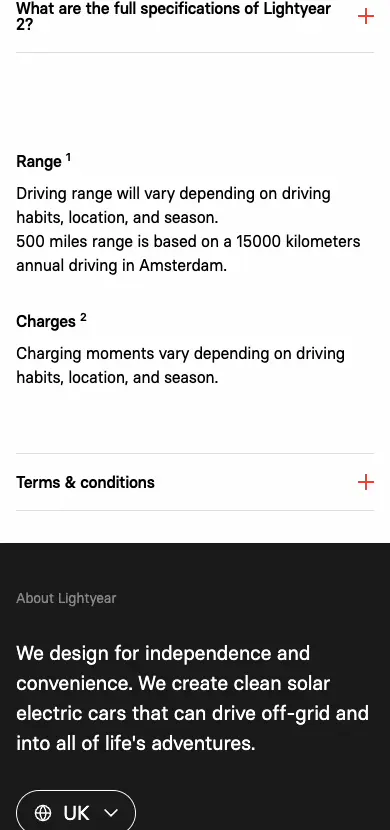 What are the full specifications of Lightyear
2?
Range 1
Driving range will vary depending on driving
habits, location, and season.
500 miles range is based on a 15000 kilometers
annual driving in Amsterdam.
Charges 2
Charging moments vary depending on driving
habits, location, and season.
Terms & conditions
About Lightyear
We design for independence and
convenience. We create clean solar
electric cars that can drive off-grid and
into all of life's adventures.
UK